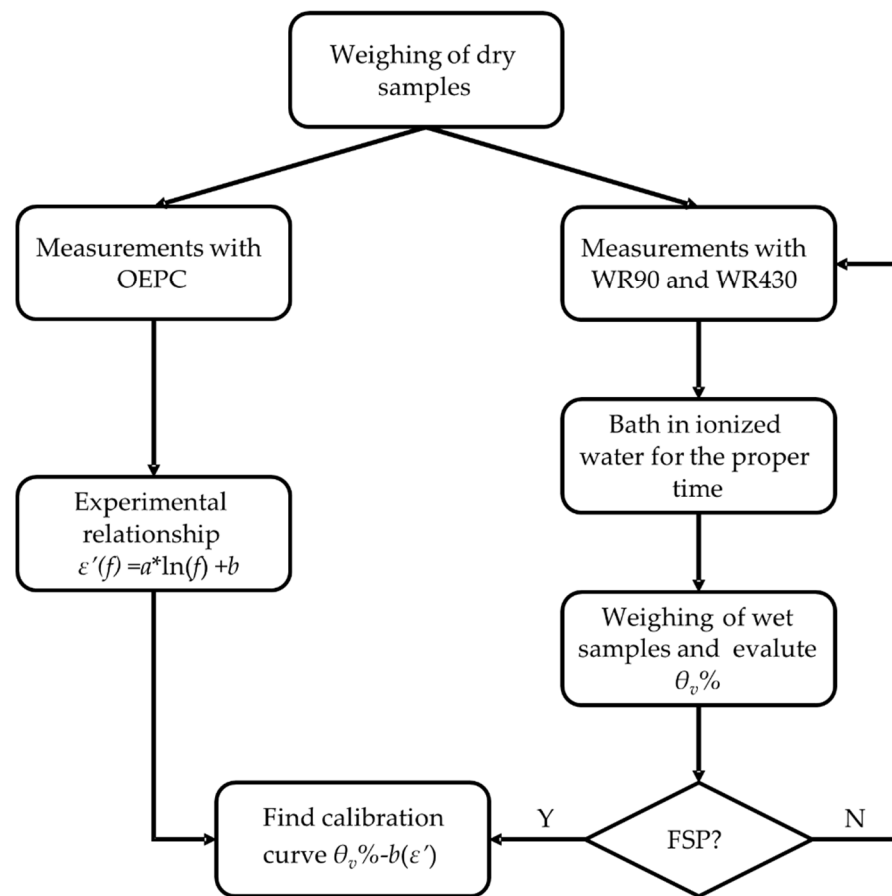 Weighing of dry
samples
Measurements with
OEPC
Measurements with
WR90 and WR430
Bath in ionized
water for the proper
time
Experimental
relationship
ε′(f) =a*ln(f) +b
Weighing of wet
samples and evalute
θᵥ%
Find calibration
curve θᵥ%-b(ε′)
Y
FSP?
N